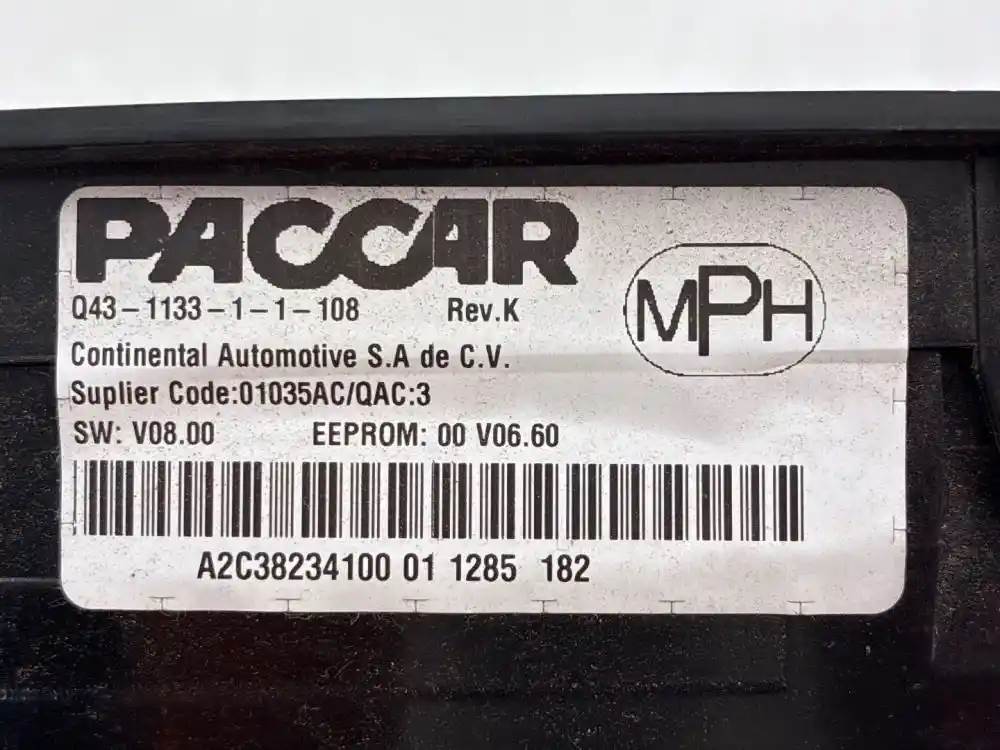 PACCAR
Q43-1133-1-1-108 Rev.K
MPH
Continental Automotive S.A de C.V.
Suplier Code:01035AC/QAC:3
SW: V08.00 EEPROM: 00 V06.60
A2C38234100 01 1285 182